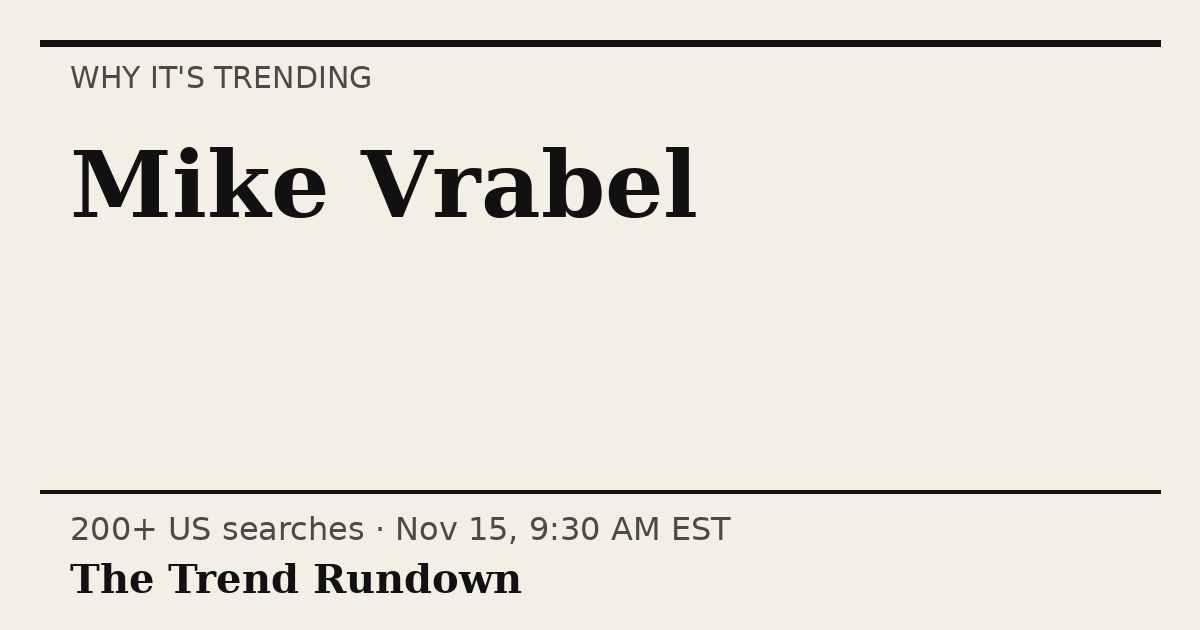 WHY IT'S TRENDING
Mike Vrabel
200+ US searches · Nov 15, 9:30 AM EST
The Trend Rundown